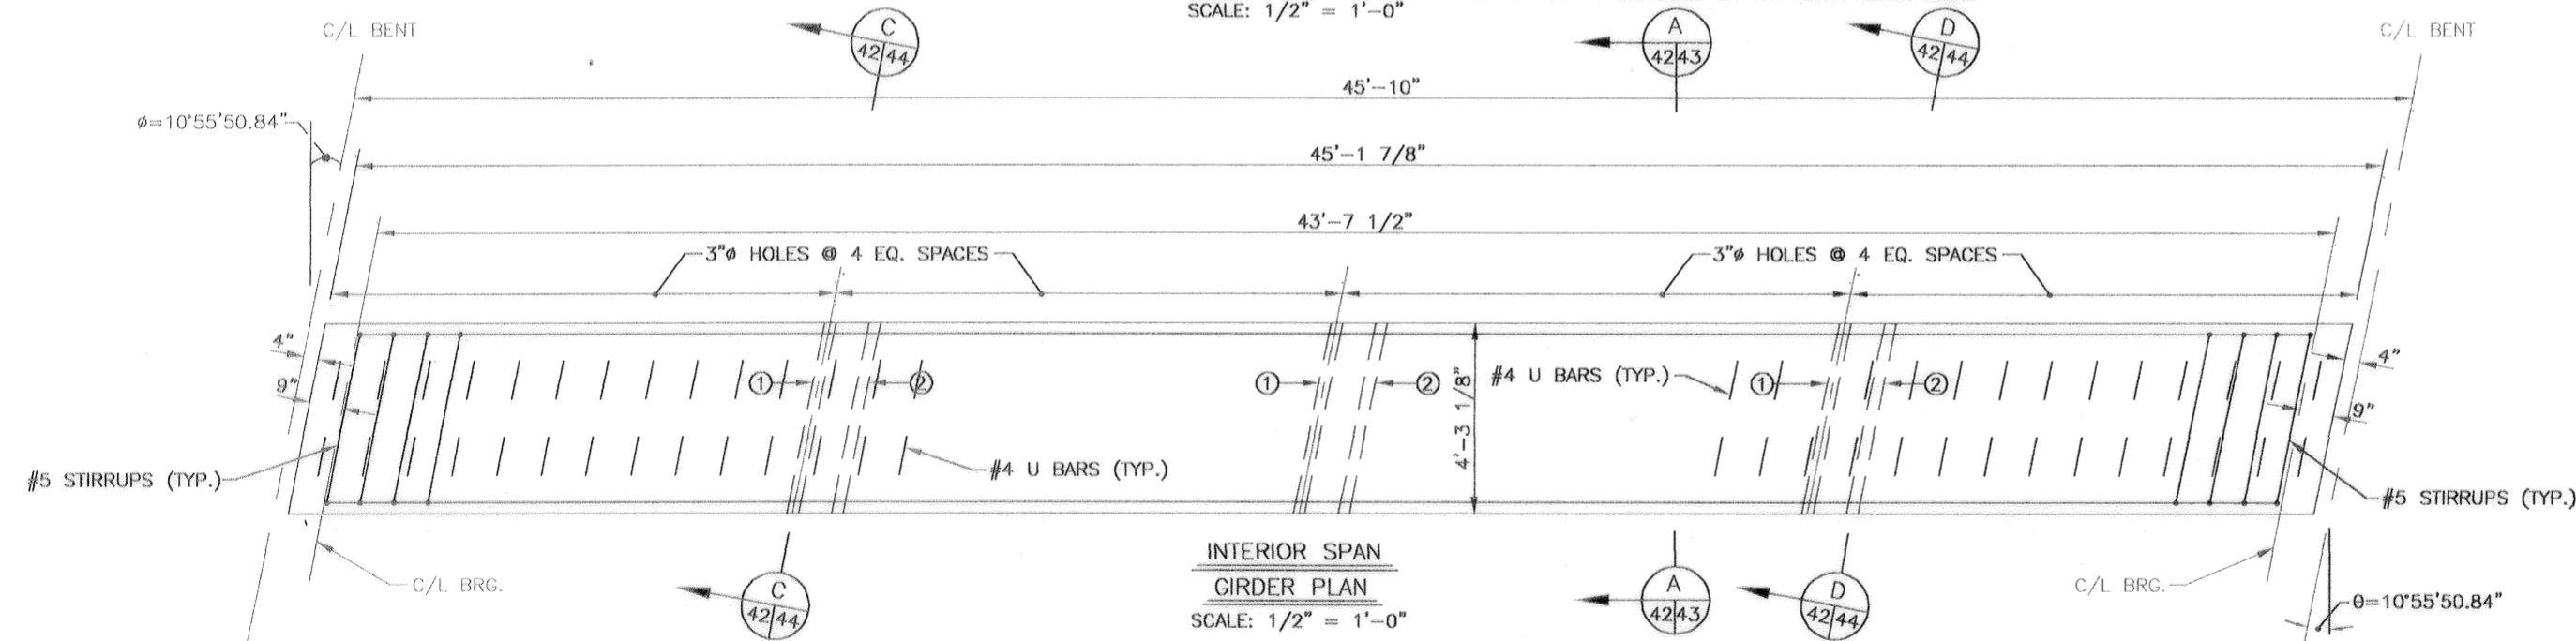 SCALE: 1/2" = 1'-0"
C/L BENT
C
42 44
A
42 43
D
42 44
C/L BENT
45'-10"
ø=10°55'50.84"
45'-1 7/8"
43'-7 1/2"
3"ø HOLES @ 4 EQ. SPACES
3"ø HOLES @ 4 EQ. SPACES
4"
9"
1
2
1
2
#4 U BARS (TYP.)
1
2
4"
9"
4'-3 1/8"
#5 STIRRUPS (TYP.)
#4 U BARS (TYP.)
#5 STIRRUPS (TYP.)
INTERIOR SPAN
GIRDER PLAN
SCALE: 1/2" = 1'-0"
C/L BRG.
C
42 44
A
42 43
D
42 44
C/L BRG.
θ=10°55'50.84"